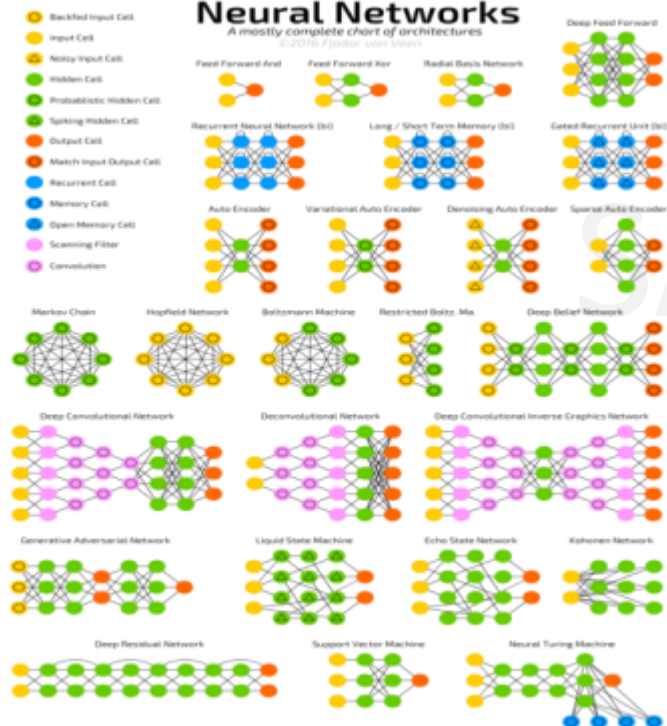 Neural Networks
A mostly complete chart of architectures
©2016 Fjodor van Veen
Backfed Input Cell
Input Cell
Noisy Input Cell
Hidden Cell
Probablistic Hidden Cell
Spiking Hidden Cell
Output Cell
Match Input Output Cell
Recurrent Cell
Memory Cell
Open Memory Cell
Scanning Filter
Convolution
Deep Feed Forward
Feed Forward And
Feed Forward Xor
Radial Basis Network
Recurrent Neural Network (bi)
Long / Short Term Memory (bi)
Gated Recurrent Unit (bi)
Auto Encoder
Variational Auto Encoder
Denoising Auto Encoder
Sparse Auto Encoder
Markov Chain
Hopfield Network
Boltzmann Machine
Restricted Boltz. Ma.
Deep Belief Network
Deep Convolutional Network
Deconvolutional Network
Deep Convolutional Inverse Graphics Network
Generative Adversarial Network
Liquid State Machine
Echo State Network
Kohonen Network
Deep Residual Network
Support Vector Machine
Neural Turing Machine